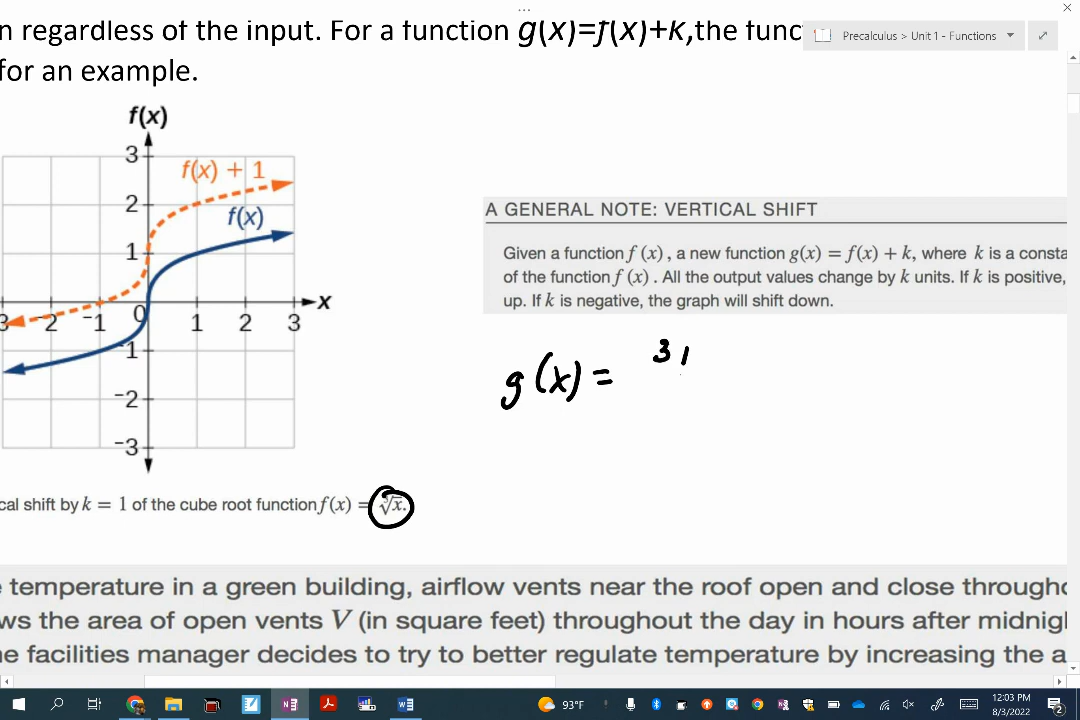 n regardless of the input. For a function g(x)=f(x)+k,the func
Precalculus > Unit 1 - Functions
for an example.
f(x)
3
f(x) + 1
2
f(x)
1
x
3 -2 -1 0 1 2 3
-1
-2
-3
A GENERAL NOTE: VERTICAL SHIFT
Given a function f (x), a new function g(x) = f(x) + k, where k is a consta
of the function f (x). All the output values change by k units. If k is positive,
up. If k is negative, the graph will shift down.
g(x) = 3
cal shift by k = 1 of the cube root function f(x) = ∛x.
temperature in a green building, airflow vents near the roof open and close througho
ws the area of open vents V (in square feet) throughout the day in hours after midnigl
e facilities manager decides to try to better regulate temperature by increasing the a
93°F
12:03 PM
8/3/2022
2